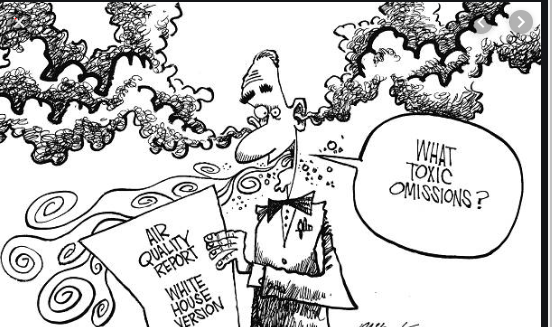 AIR
QUALITY
REPORT
WHITE
HOUSE
VERSION
WHAT
TOXIC
OMISSIONS?